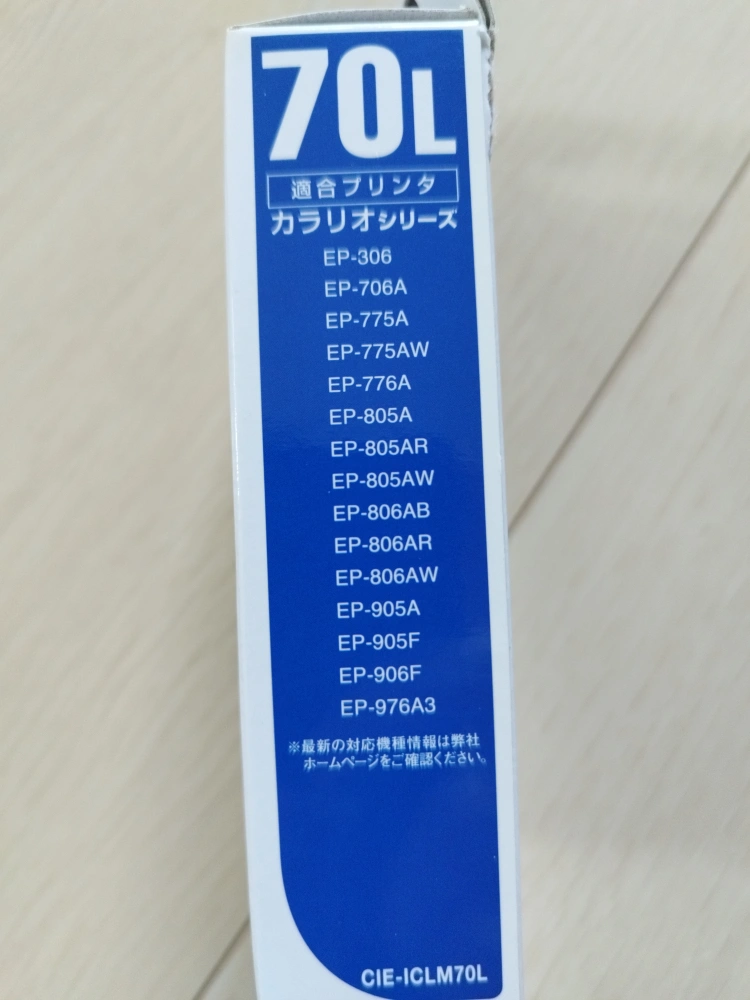 70L
適合プリンタ
カラリオシリーズ
EP-306
EP-706A
EP-775A
EP-775AW
EP-776A
EP-805A
EP-805AR
EP-805AW
EP-806AB
EP-806AR
EP-806AW
EP-905A
EP-905F
EP-906F
EP-976A3
※最新の対応機種情報は弊社
ホームページをご確認ください。
CIE-ICLM70L